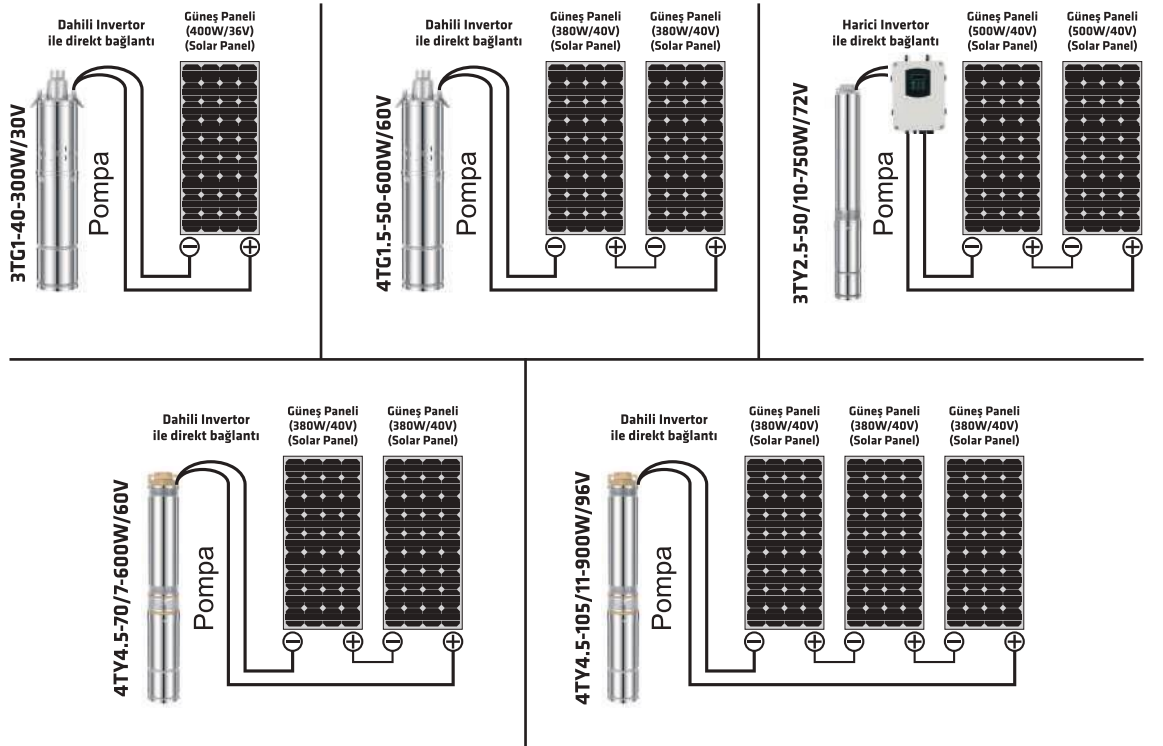 Dahili Invertor
ile direkt bağlantı
Güneş Paneli
(400W/36V)
(Solar Panel)
3TG1-40-300W/30V
Pompa
Dahili Invertor
ile direkt bağlantı
Güneş Paneli
(380W/40V)
(Solar Panel)
Güneş Paneli
(380W/40V)
(Solar Panel)
4TG1.5-50-600W/60V
Pompa
Harici Invertor
ile direkt bağlantı
Güneş Paneli
(500W/40V)
(Solar Panel)
Güneş Paneli
(500W/40V)
(Solar Panel)
3TY2.5-50/10-750W/72V
Pompa
Dahili Invertor
ile direkt bağlantı
Güneş Paneli
(380W/40V)
(Solar Panel)
Güneş Paneli
(380W/40V)
(Solar Panel)
4TY4.5-70/7-600W/60V
Pompa
Dahili Invertor
ile direkt bağlantı
Güneş Paneli
(380W/40V)
(Solar Panel)
Güneş Paneli
(380W/40V)
(Solar Panel)
Güneş Paneli
(380W/40V)
(Solar Panel)
4TY4.5-105/11-900W/96V
Pompa